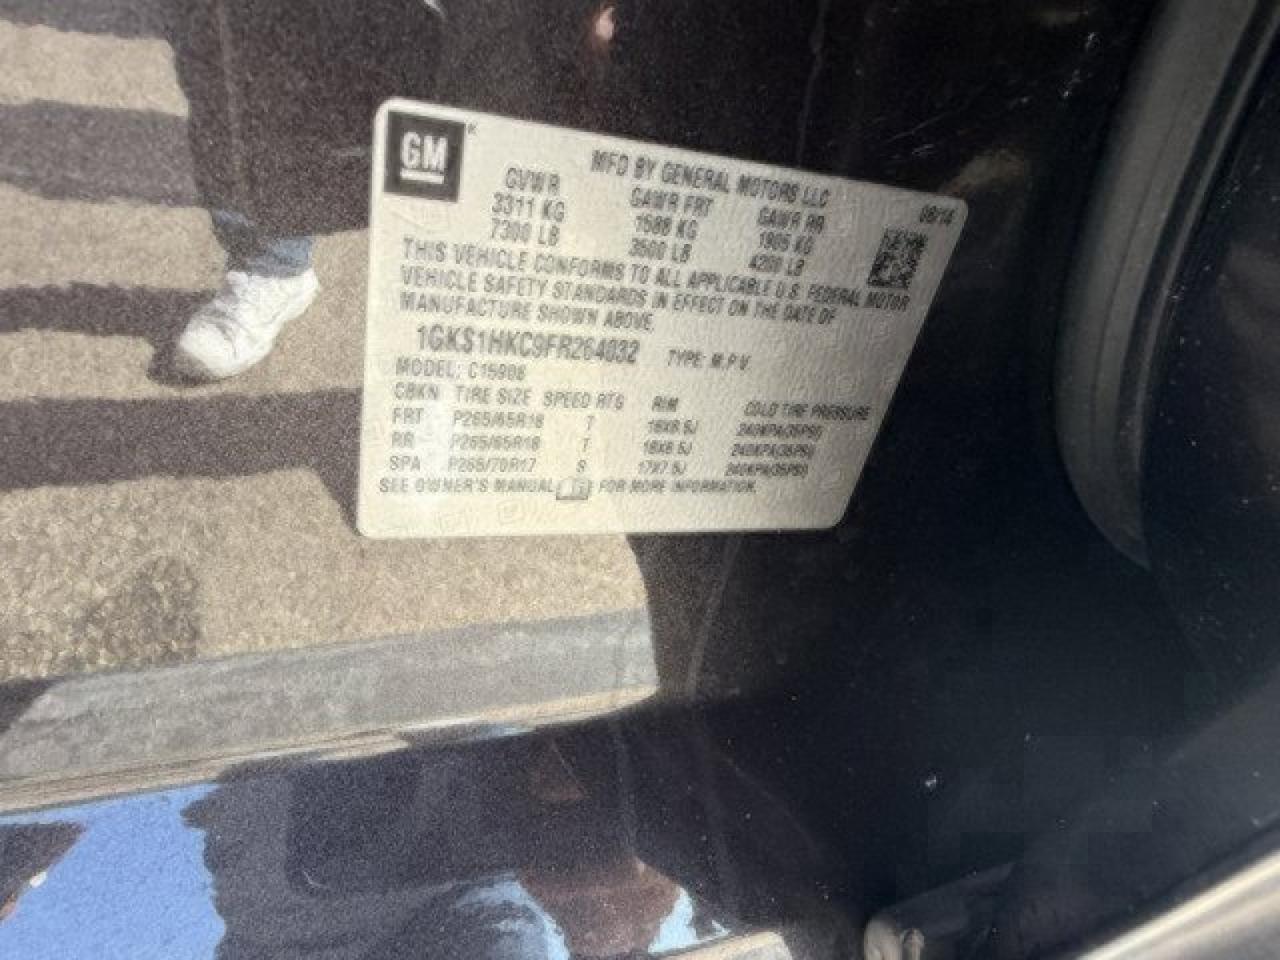 GM
MFD BY GENERAL MOTORS LLC
08/14
GVWR GAWR FRT GAWR RR
3311 KG 1588 KG 1905 KG
7300 LB 3500 LB 4200 LB
THIS VEHICLE CONFORMS TO ALL APPLICABLE U.S. FEDERAL MOTOR
VEHICLE SAFETY STANDARDS IN EFFECT ON THE DATE OF
MANUFACTURE SHOWN ABOVE.
1GKS1HKC9FR264032 TYPE: M.P.V
MODEL: C15906
TIRE SIZE SPEED RTG RIM COLD TIRE PRESSURE
FRT P265/65R18 T 18X8.5J 240KPA(35PSI)
RR P265/65R18 T 18X8.5J 240KPA(35PSI)
SPA P265/70R17 S 17X7.5J 240KPA(35PSI)
SEE OWNER'S MANUAL FOR MORE INFORMATION.